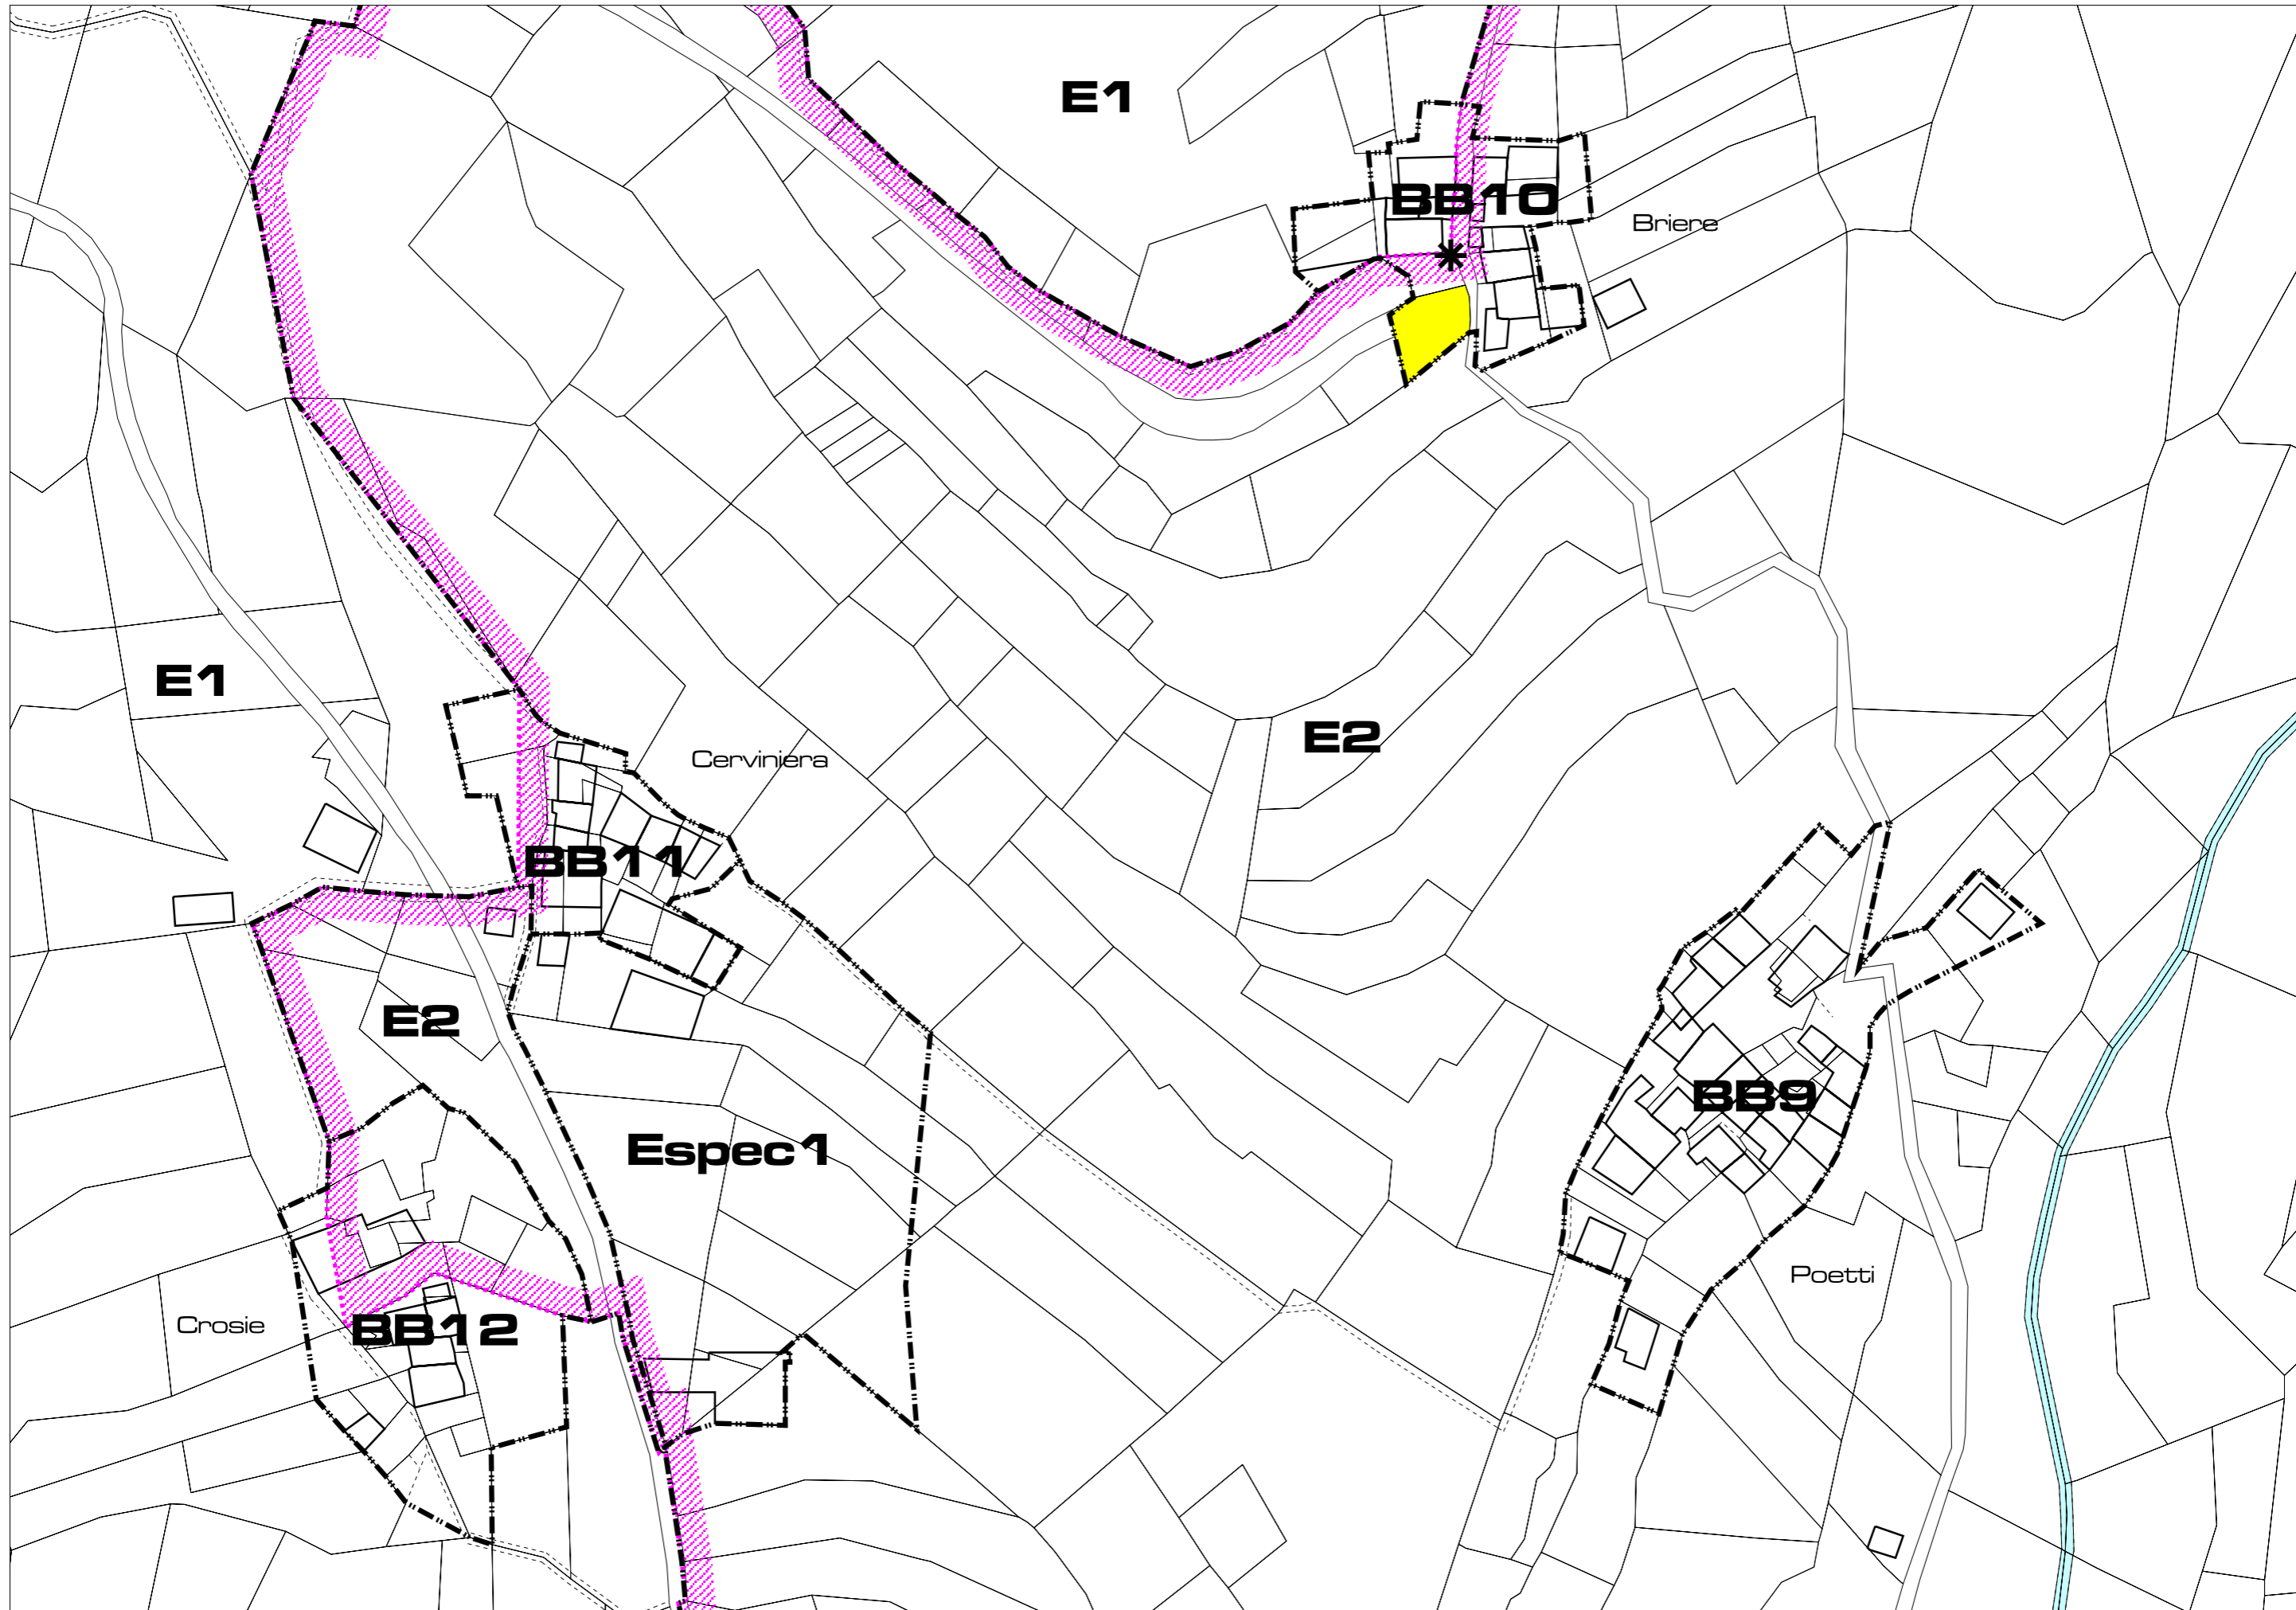 E1
BB10
Briere
E1
E2
Cerviniera
BB11
E2
BB9
Espec1
Poetti
Crosie
BB12